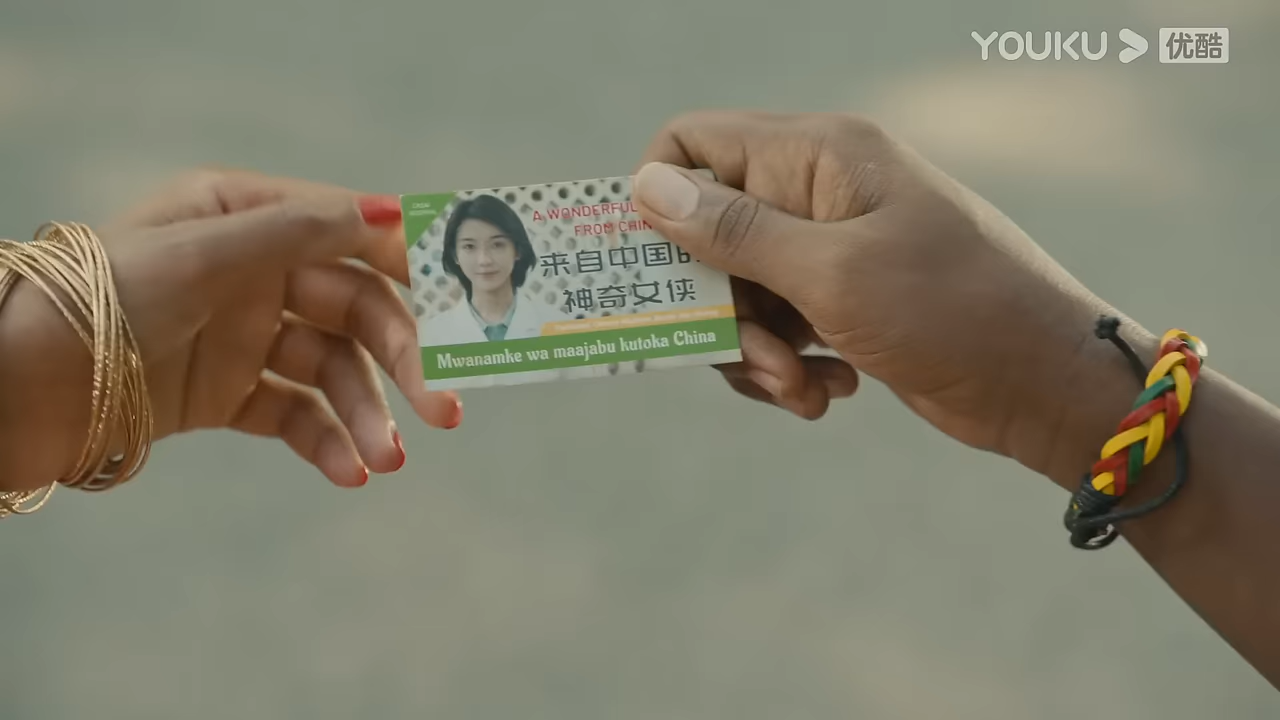 YOUKU 优酷
A WONDERFUL
FROM CHIN
来自中国
神奇女侠
Mwanamke wa maajabu kutoka China